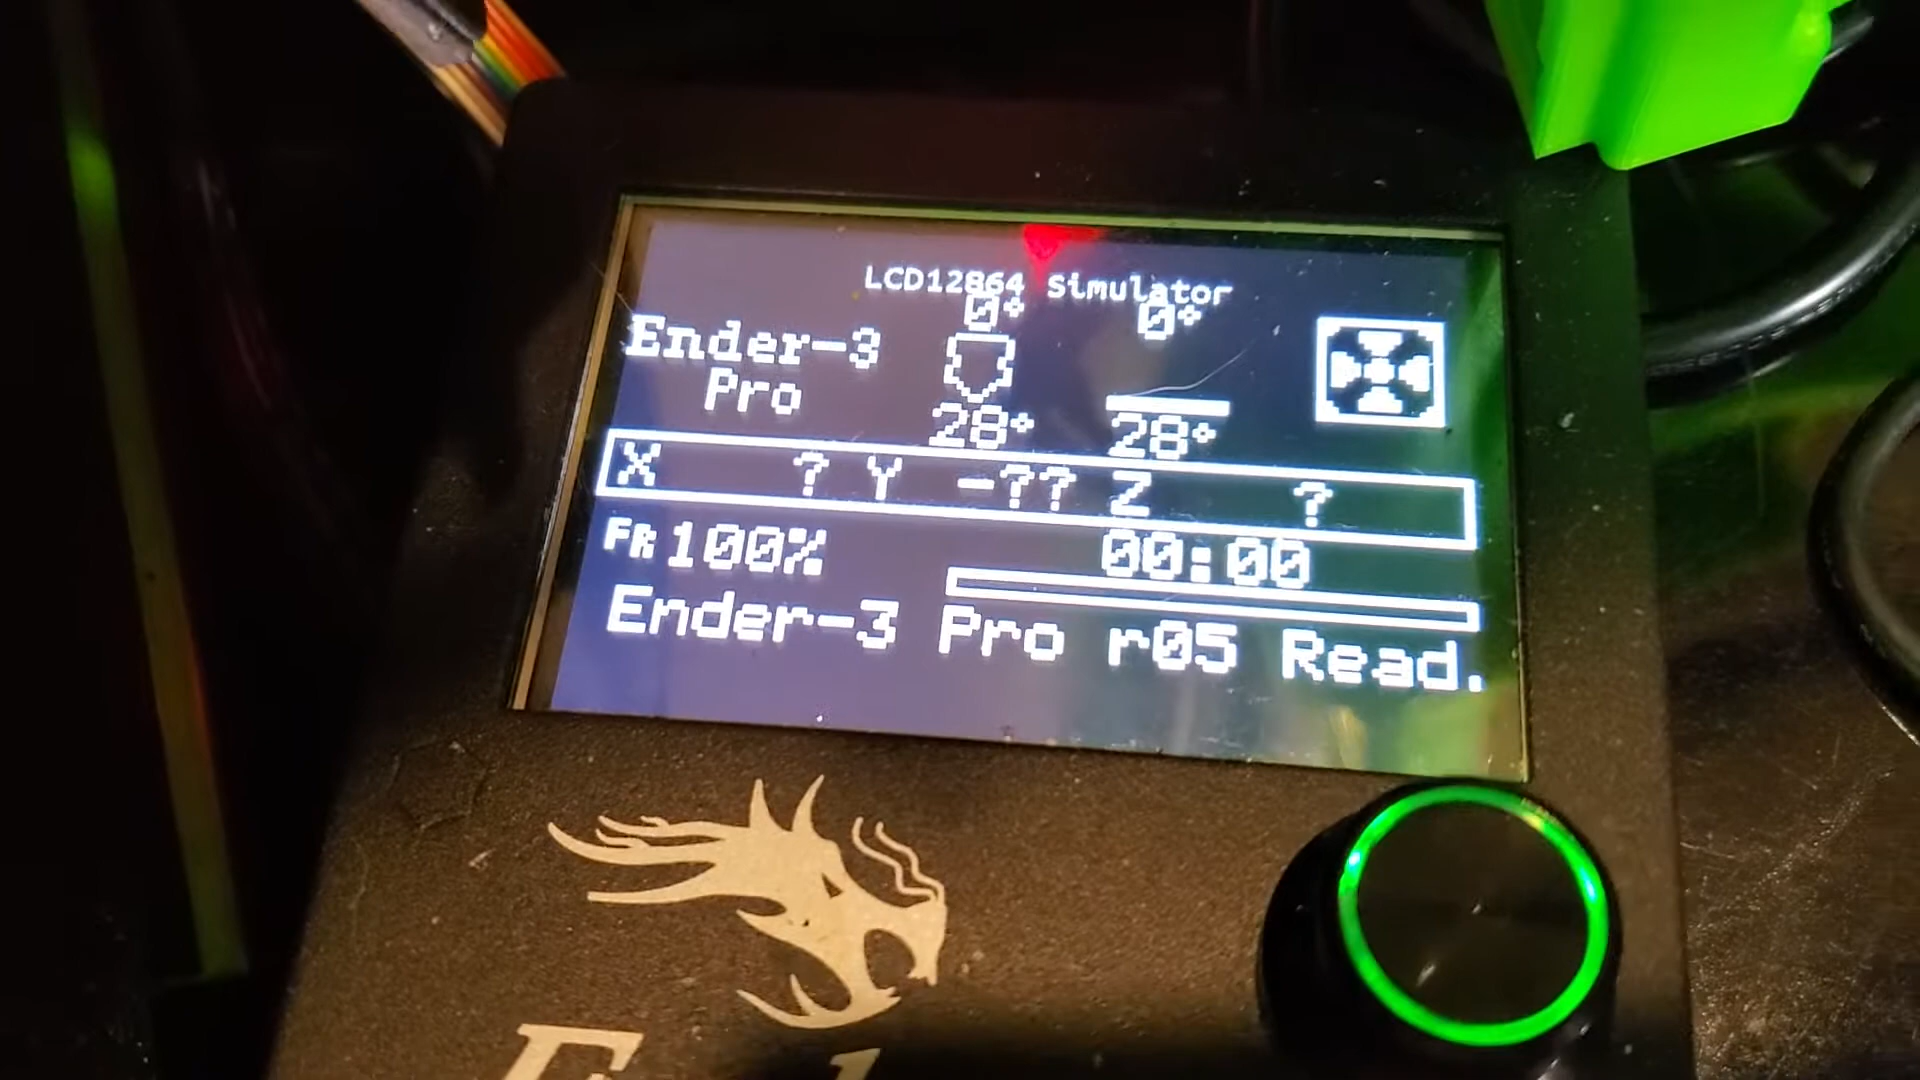 LCD12864 Simulator
0° 0°
Ender-3
Pro
28° 28°
X ? Y -?? Z ?
FR 100% 00:00
Ender-3 Pro r05 Read.